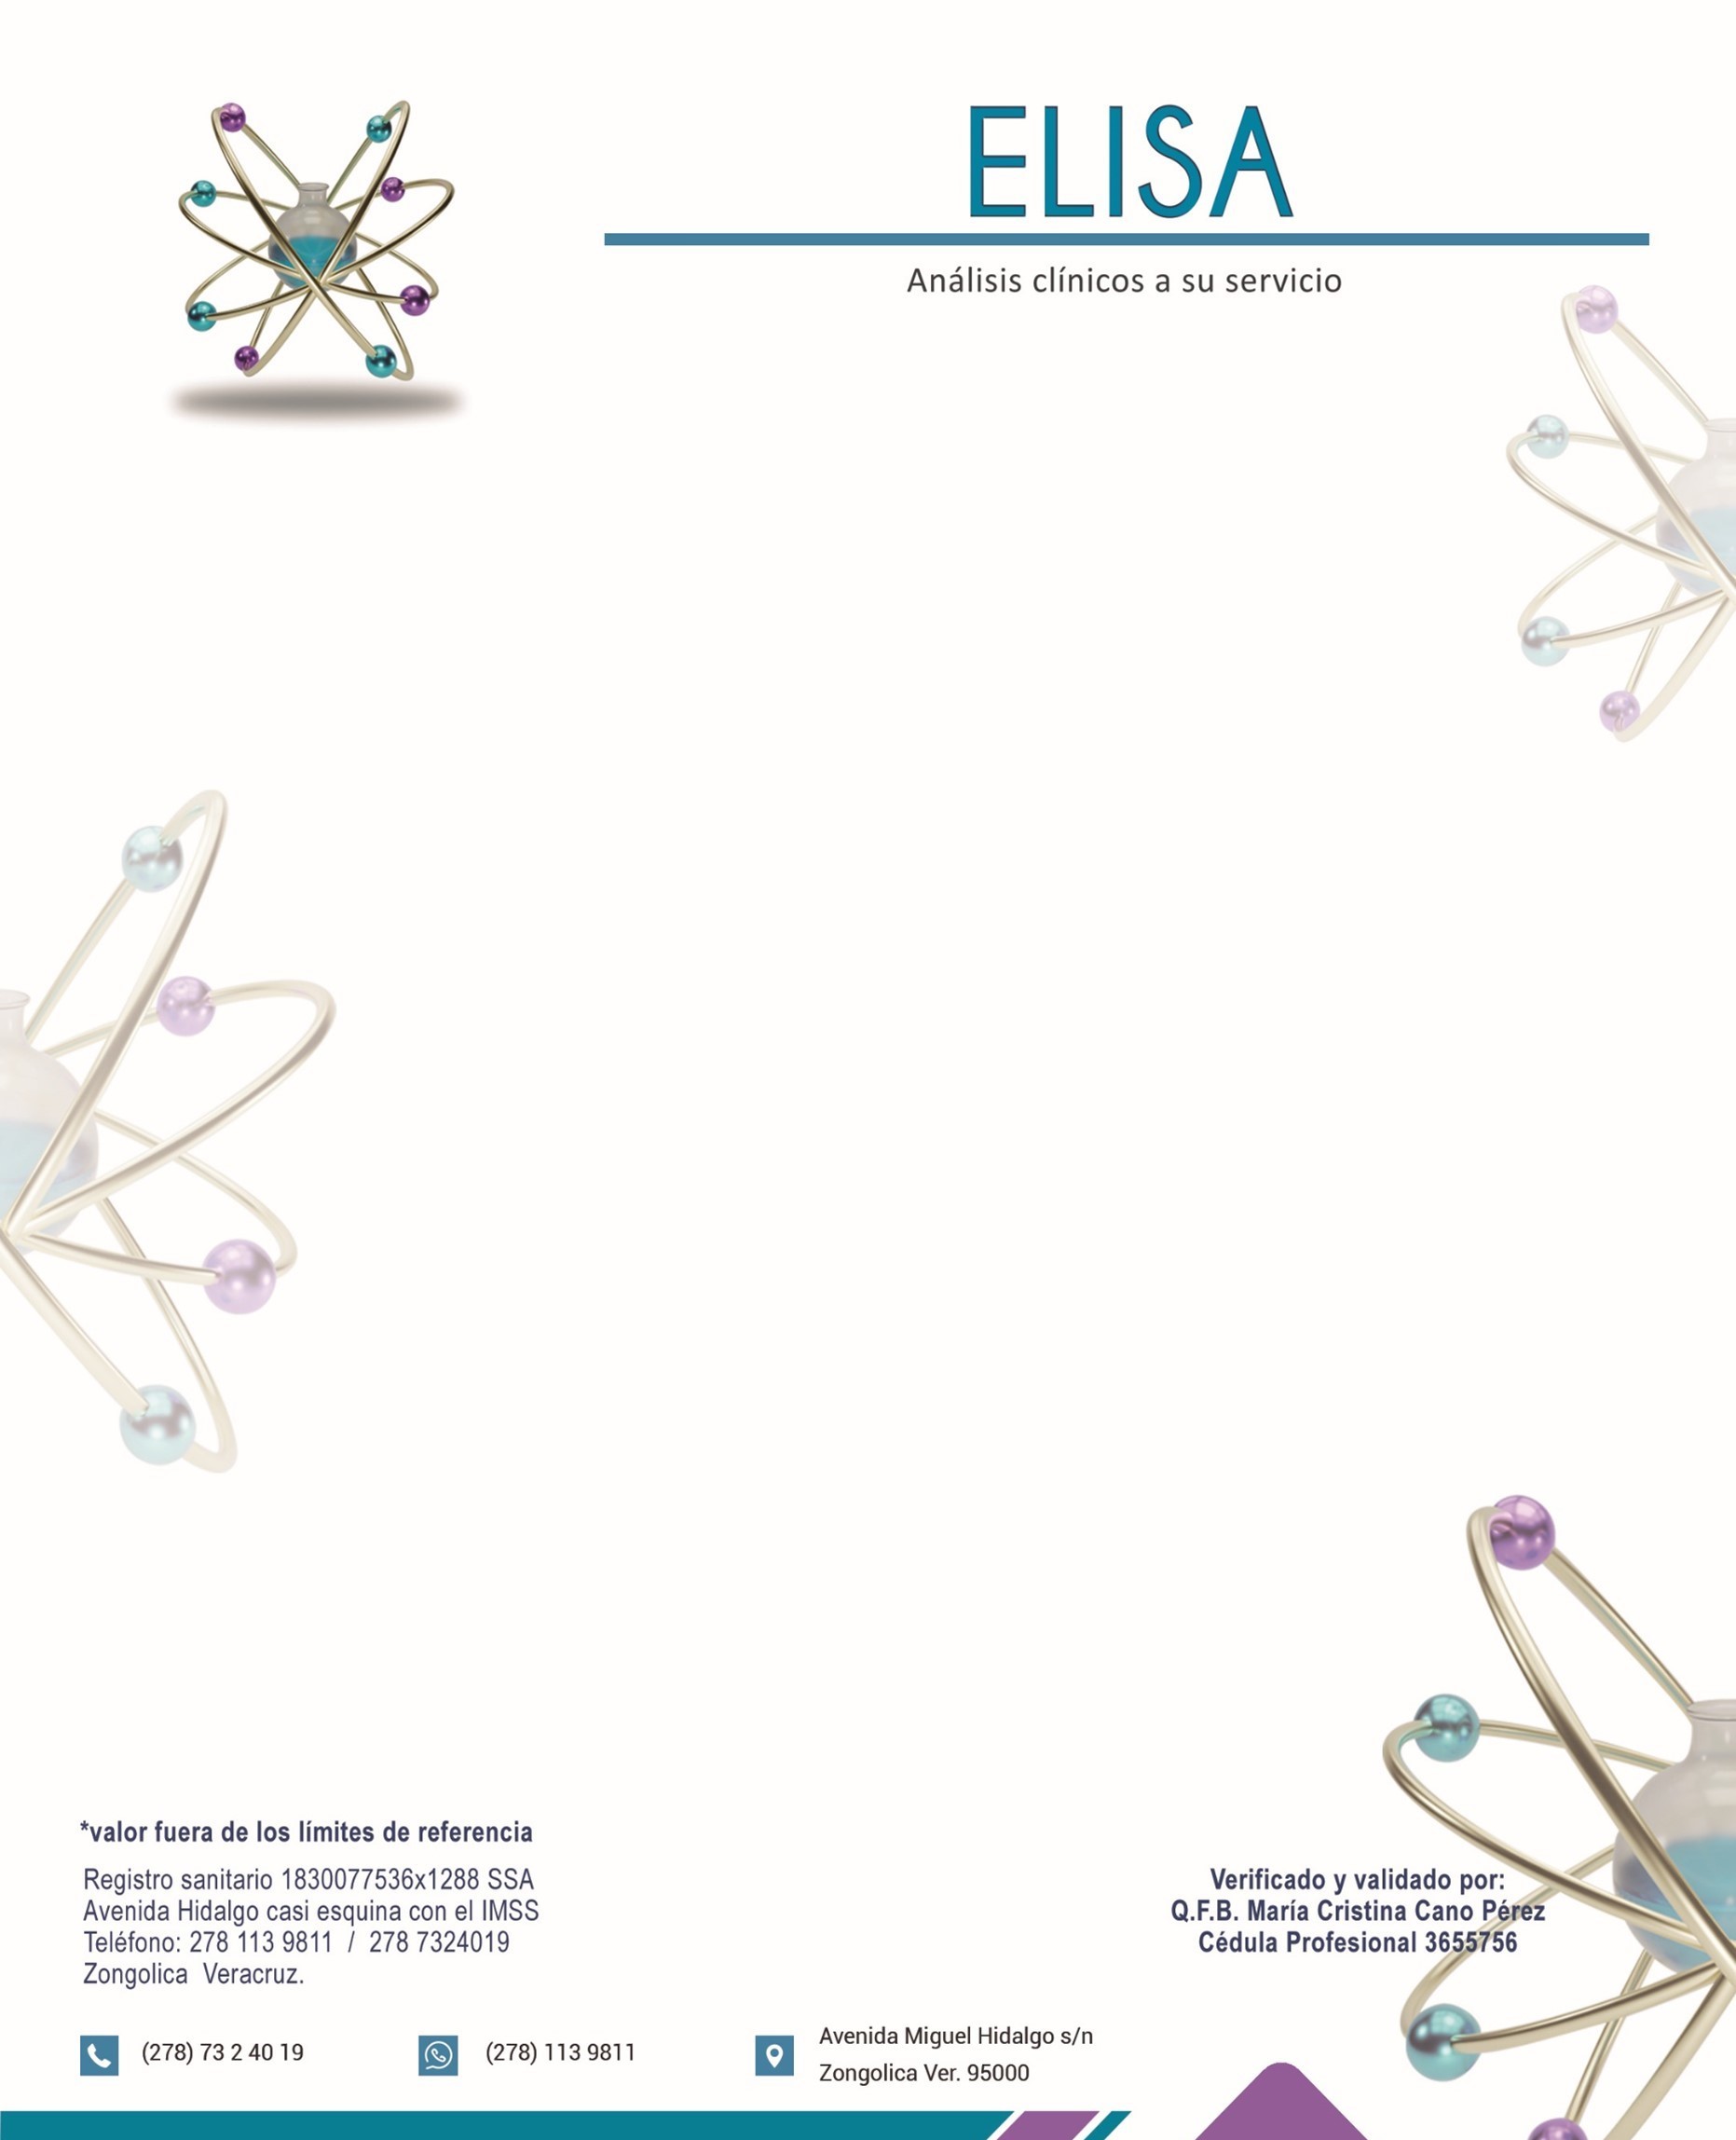 ELISA
Análisis clínicos a su servicio
*valor fuera de los límites de referencia
Registro sanitario 1830077536x1288 SSA
Avenida Hidalgo casi esquina con el IMSS
Teléfono: 278 113 9811 / 278 7324019
Zongolica Veracruz.
Verificado y validado por:
Q.F.B. María Cristina Cano Pérez
Cédula Profesional 3655756
(278) 73 2 40 19
(278) 113 9811
Avenida Miguel Hidalgo s/n
Zongolica Ver. 95000